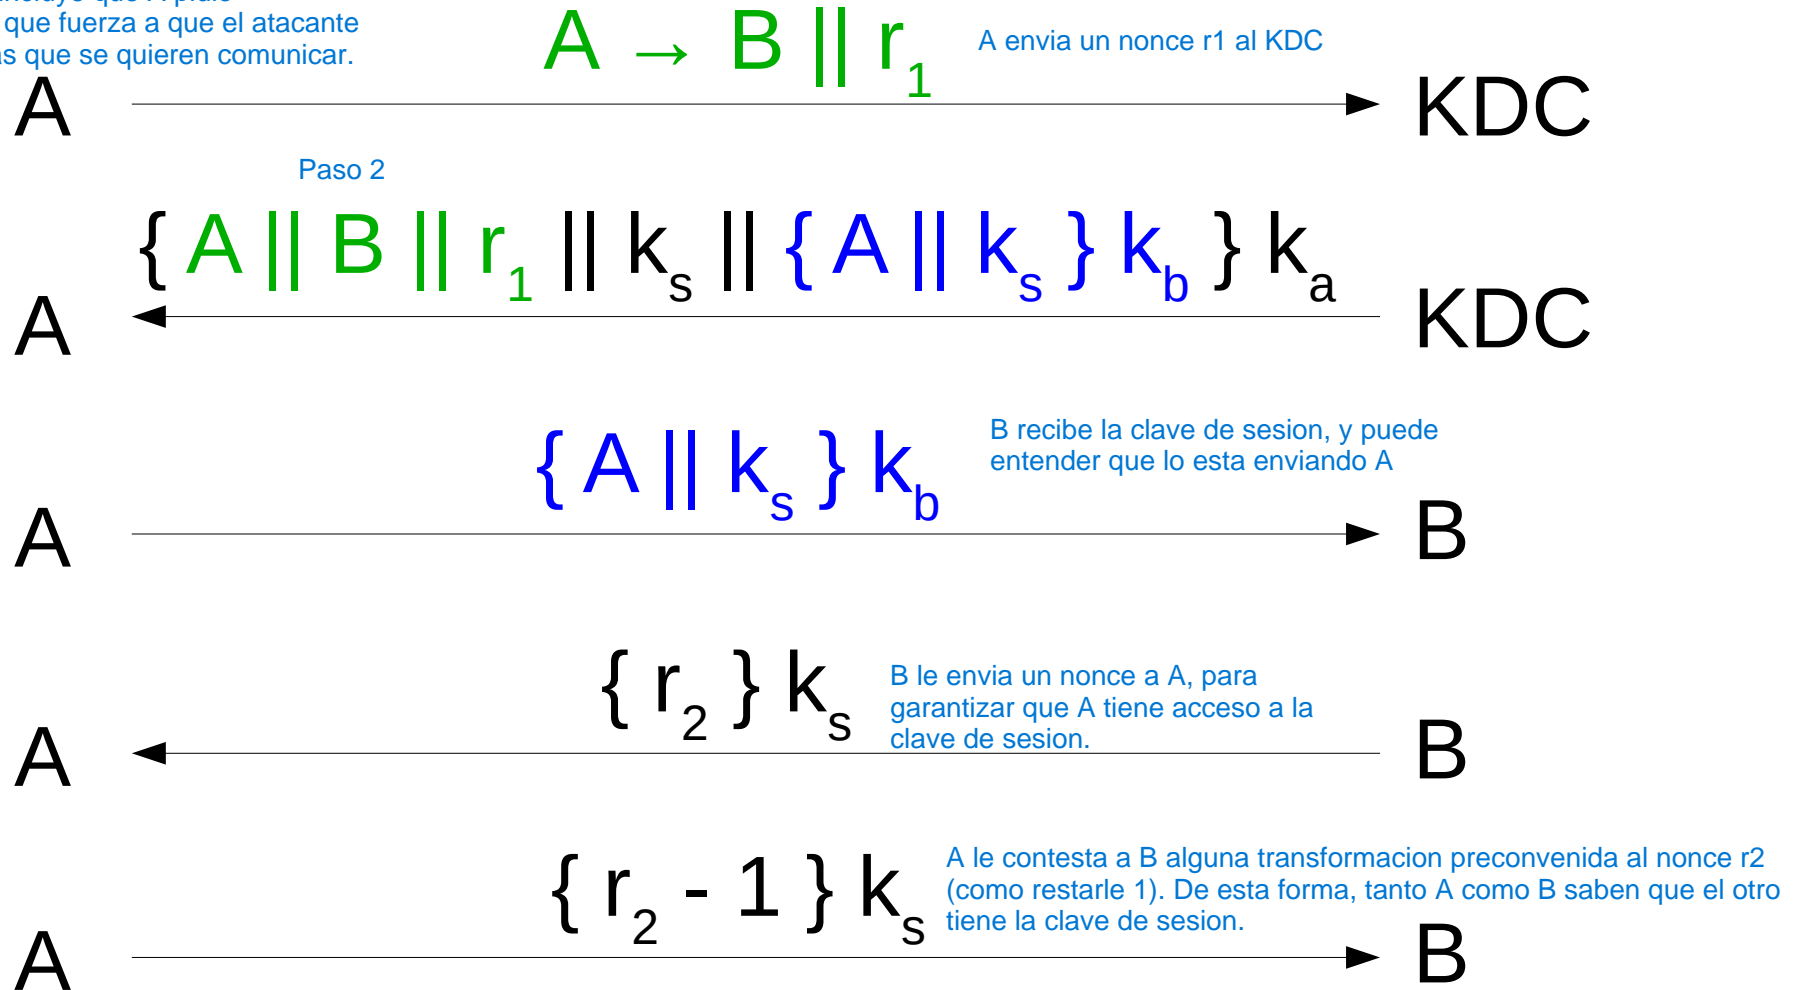 que fuerza a que el atacante
que se quieren comunicar.
A → B || r1
A envia un nonce r1 al KDC
A
KDC
Paso 2
{ A || B || r1 || ks || { A || ks } kb } ka
A
KDC
{ A || ks } kb
B recibe la clave de sesion, y puede
entender que lo esta enviando A
A
B
{ r2 } ks
B le envia un nonce a A, para
garantizar que A tiene acceso a la
clave de sesion.
A
B
{ r2 - 1 } ks
A le contesta a B alguna transformacion preconvenida al nonce r2
(como restarle 1). De esta forma, tanto A como B saben que el otro
tiene la clave de sesion.
A
B